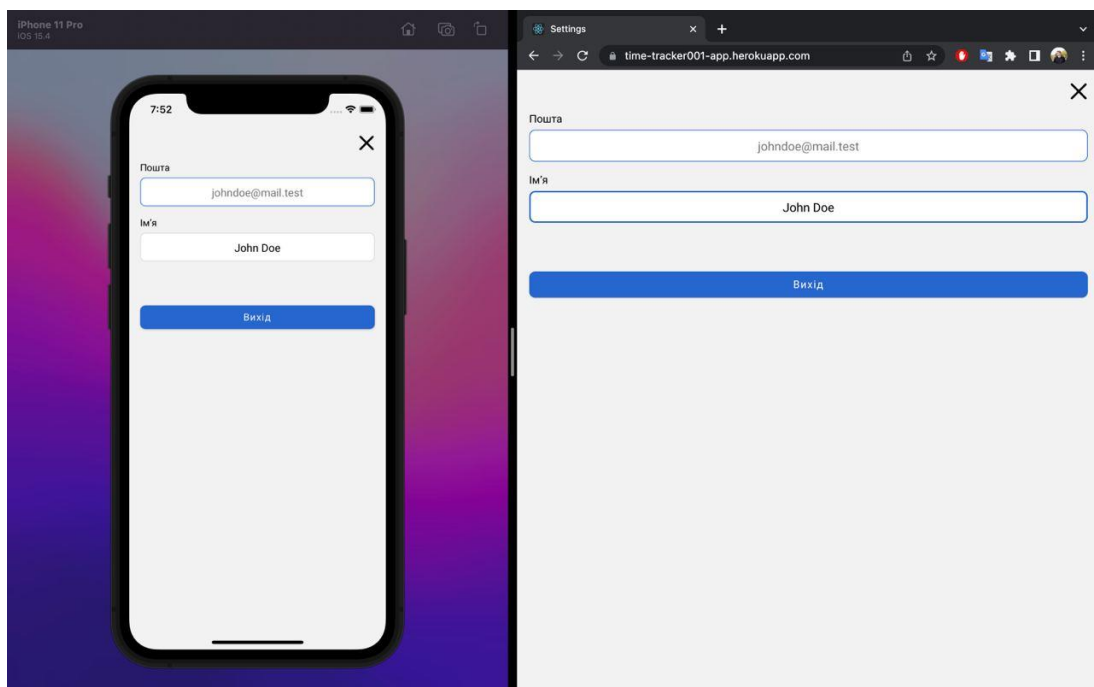 iPhone 11 Pro
iOS 15.4
7:52
Пошта
johndoe@mail.test
Ім'я
John Doe
Вихід
Settings
time-tracker001-app.herokuapp.com
Пошта
johndoe@mail.test
Ім'я
John Doe
Вихід